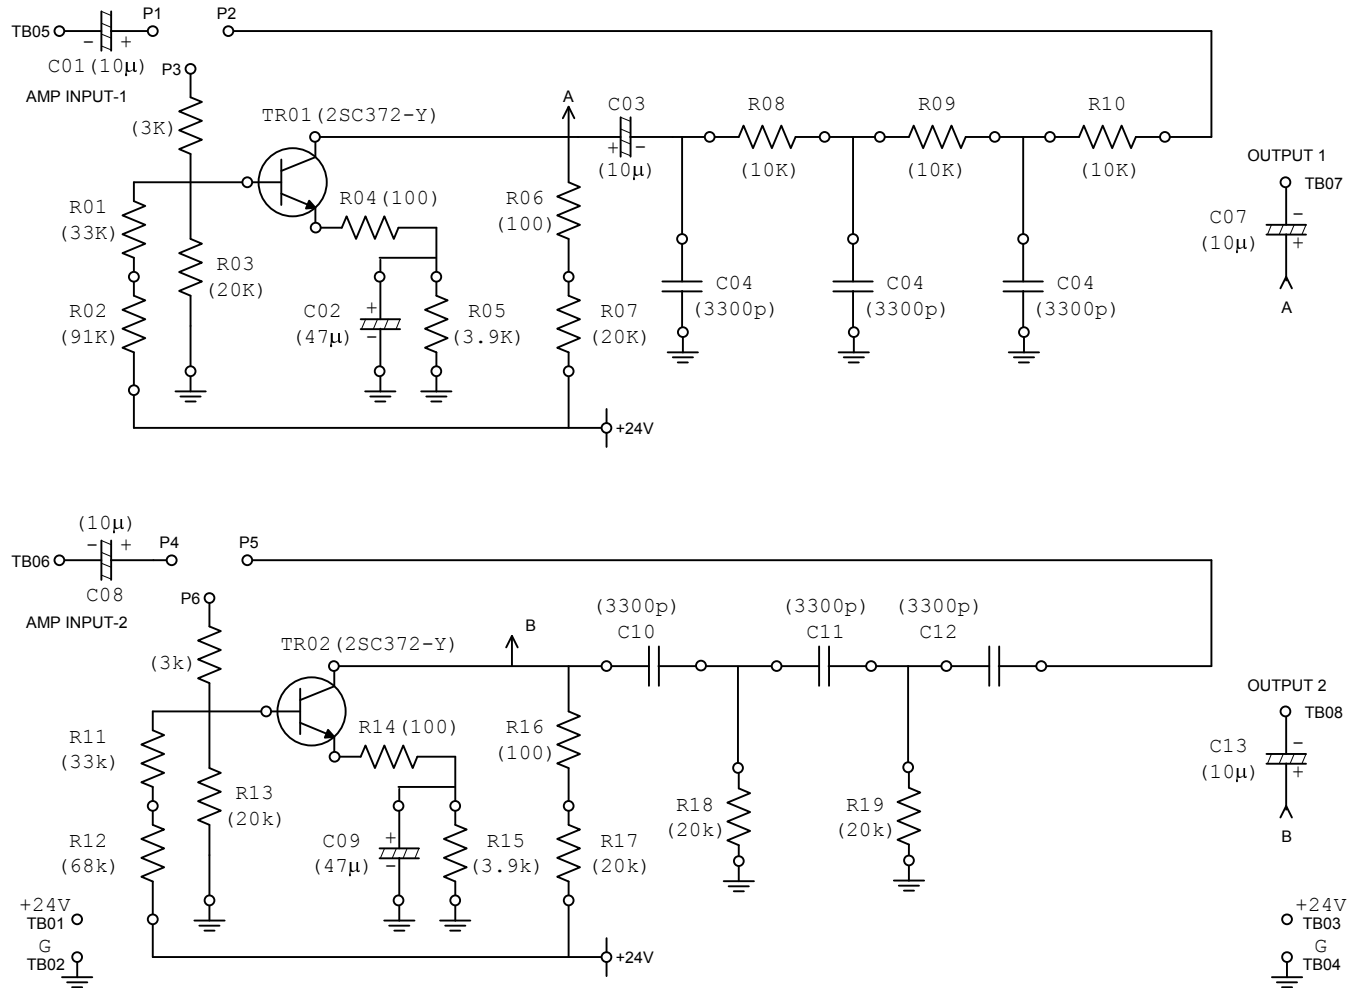 TB05
P1
P2
− +
C01(10µ)
AMP INPUT-1
P3
(3K)
TR01(2SC372-Y)
A
C03
+ −
(10µ)
R08
(10K)
R09
(10K)
R10
(10K)
OUTPUT 1
TB07
C07
(10µ)
−
+
A
R01
(33K)
R04(100)
R06
(100)
R03
(20K)
R02
(91K)
C02
(47µ)
+
−
R05
(3.9K)
R07
(20K)
C04
(3300p)
C04
(3300p)
C04
(3300p)
+24V
(10µ)
TB06
− +
P4
P5
C08
AMP INPUT-2
P6
(3k)
TR02(2SC372-Y)
B
(3300p)
C10
(3300p)
C11
(3300p)
C12
OUTPUT 2
TB08
C13
(10µ)
−
+
B
R11
(33k)
R14(100)
R16
(100)
R13
(20k)
R12
(68k)
C09
(47µ)
+
−
R15
(3.9k)
R17
(20k)
R18
(20k)
R19
(20k)
+24V
TB01
G
TB02
+24V
+24V
TB03
G
TB04